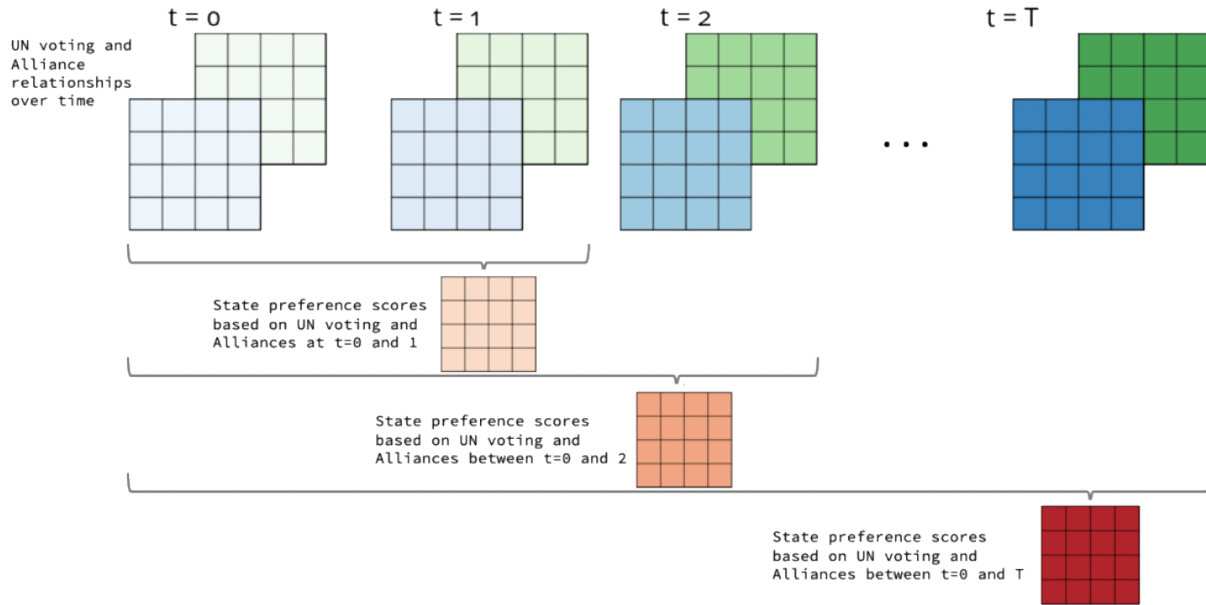 t = 0
t = 1
t = 2
t = T
UN voting and
Alliance
relationships
over time
...
State preference scores
based on UN voting and
Alliances at t=0 and 1
State preference scores
based on UN voting and
Alliances between t=0 and 2
State preference scores
based on UN voting and
Alliances between t=0 and T